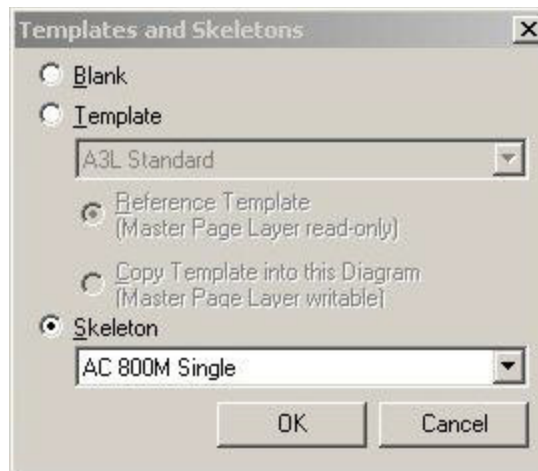 Templates and Skeletons
Blank
Template
A3L Standard
Reference Template
(Master Page Layer read-only)
Copy Template into this Diagram
(Master Page Layer writable)
Skeleton
AC 800M Single
OK Cancel